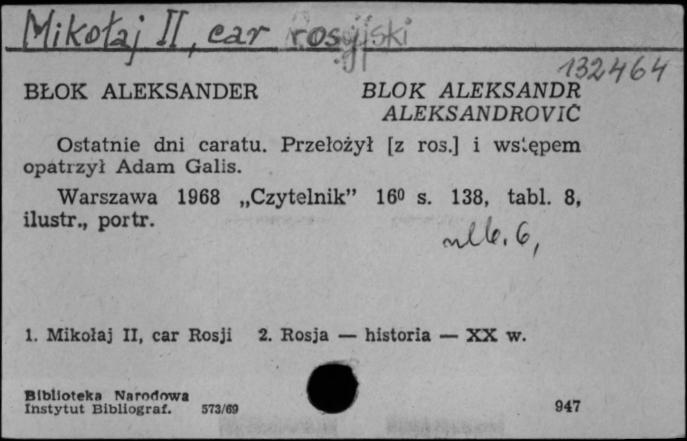 Mikołaj II, car rosyjski
132464
BŁOK ALEKSANDER BLOK ALEKSANDR
ALEKSANDROVIČ
Ostatnie dni caratu. Przełożył [z ros.] i wstępem
opatrzył Adam Galis.
Warszawa 1968 „Czytelnik” 16⁰ s. 138, tabl. 8,
ilustr., portr.
nlb. 6,
1. Mikołaj II, car Rosji 2. Rosja — historia — XX w.
Biblioteka Narodowa
Instytut Bibliograf. 573/69 947